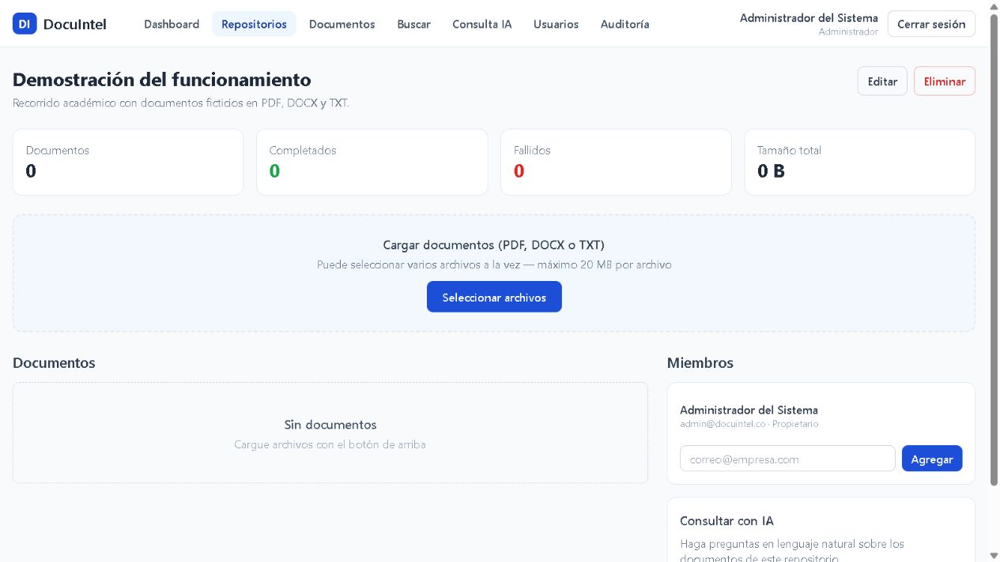 DI DocuIntel Dashboard Repositorios Documentos Buscar Consulta IA Usuarios Auditoría Administrador del Sistema Cerrar sesión
Administrador
Demostración del funcionamiento Editar Eliminar
Recorrido académico con documentos ficticios en PDF, DOCX y TXT.
Documentos Completados Fallidos Tamaño total
0 0 0 0 B
Cargar documentos (PDF, DOCX o TXT)
Puede seleccionar varios archivos a la vez — máximo 20 MB por archivo
Seleccionar archivos
Documentos
Sin documentos
Cargue archivos con el botón de arriba
Miembros
Administrador del Sistema
admin@docuintel.co · Propietario
correo@empresa.com Agregar
Consultar con IA
Haga preguntas en lenguaje natural sobre los
documentos de este repositorio